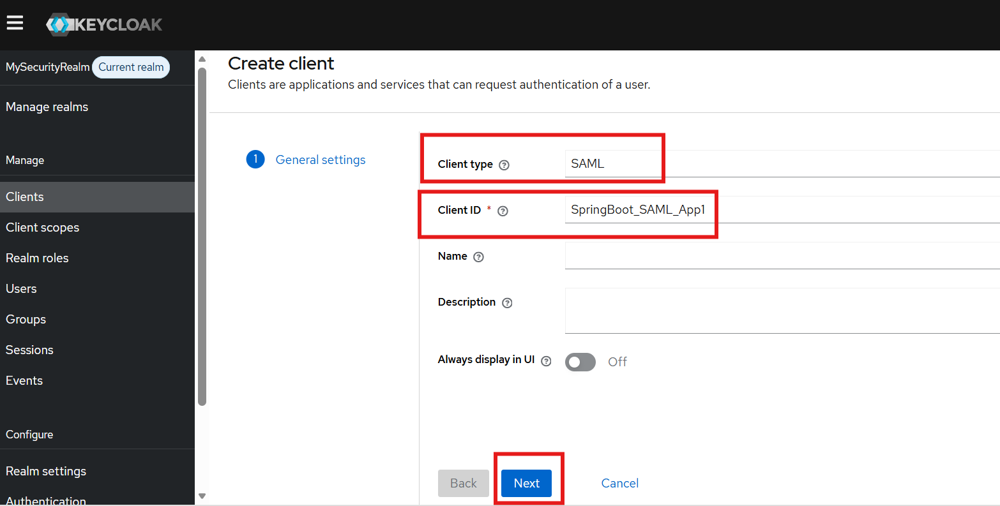 KEYCLOAK
MySecurityRealm Current realm
Manage realms
Manage
Clients
Client scopes
Realm roles
Users
Groups
Sessions
Events
Configure
Realm settings
Authentication
Create client
Clients are applications and services that can request authentication of a user.
1 General settings
Client type ? SAML
Client ID * ? SpringBoot_SAML_App1
Name ?
Description ?
Always display in UI ? Off
Back Next Cancel